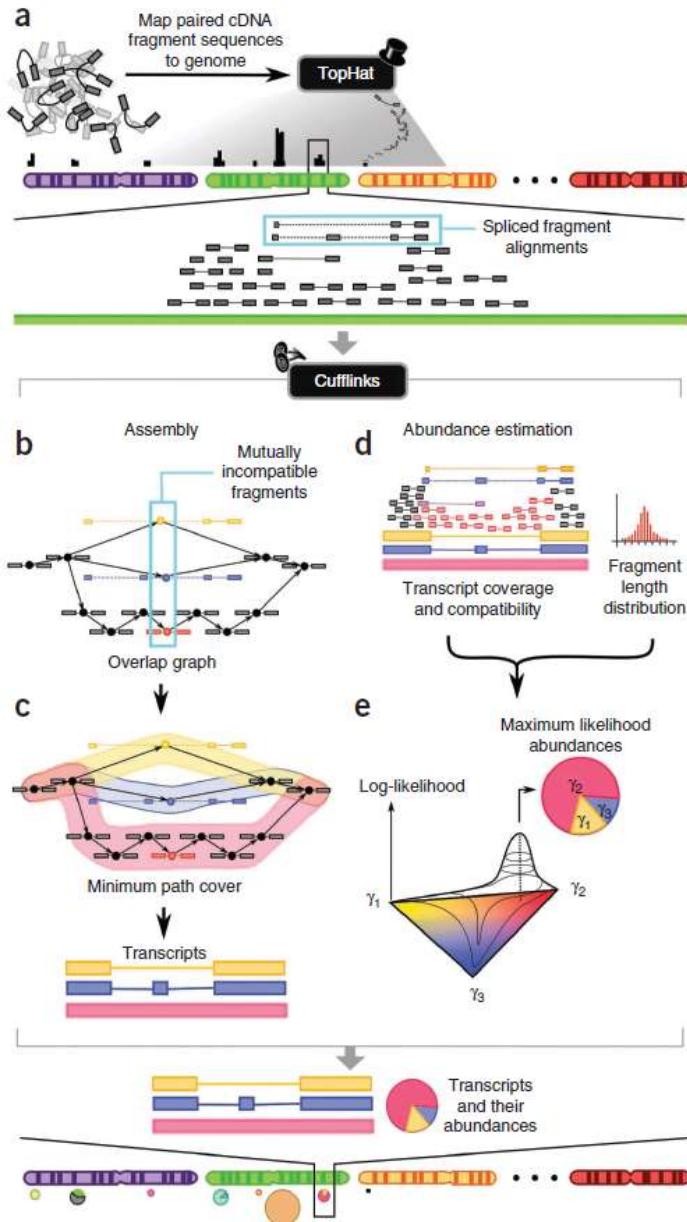 a
Map paired cDNA
fragment sequences
to genome
TopHat
Spliced fragment
alignments
Cufflinks
b
Assembly
Mutually
incompatible
fragments
Overlap graph
c
Minimum path cover
Transcripts
d
Abundance estimation
Transcript coverage
and compatibility
Fragment
length
distribution
e
Maximum likelihood
abundances
Log-likelihood
γ2
γ1
γ3
γ1
γ2
γ3
Transcripts
and their
abundances